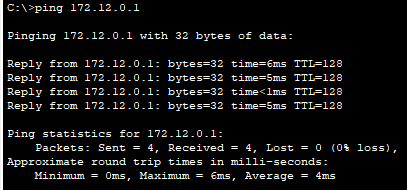 C:\>ping 172.12.0.1
Pinging 172.12.0.1 with 32 bytes of data:
Reply from 172.12.0.1: bytes=32 time=6ms TTL=128
Reply from 172.12.0.1: bytes=32 time=5ms TTL=128
Reply from 172.12.0.1: bytes=32 time<1ms TTL=128
Reply from 172.12.0.1: bytes=32 time=5ms TTL=128
Ping statistics for 172.12.0.1:
    Packets: Sent = 4, Received = 4, Lost = 0 (0% loss),
Approximate round trip times in milli-seconds:
    Minimum = 0ms, Maximum = 6ms, Average = 4ms